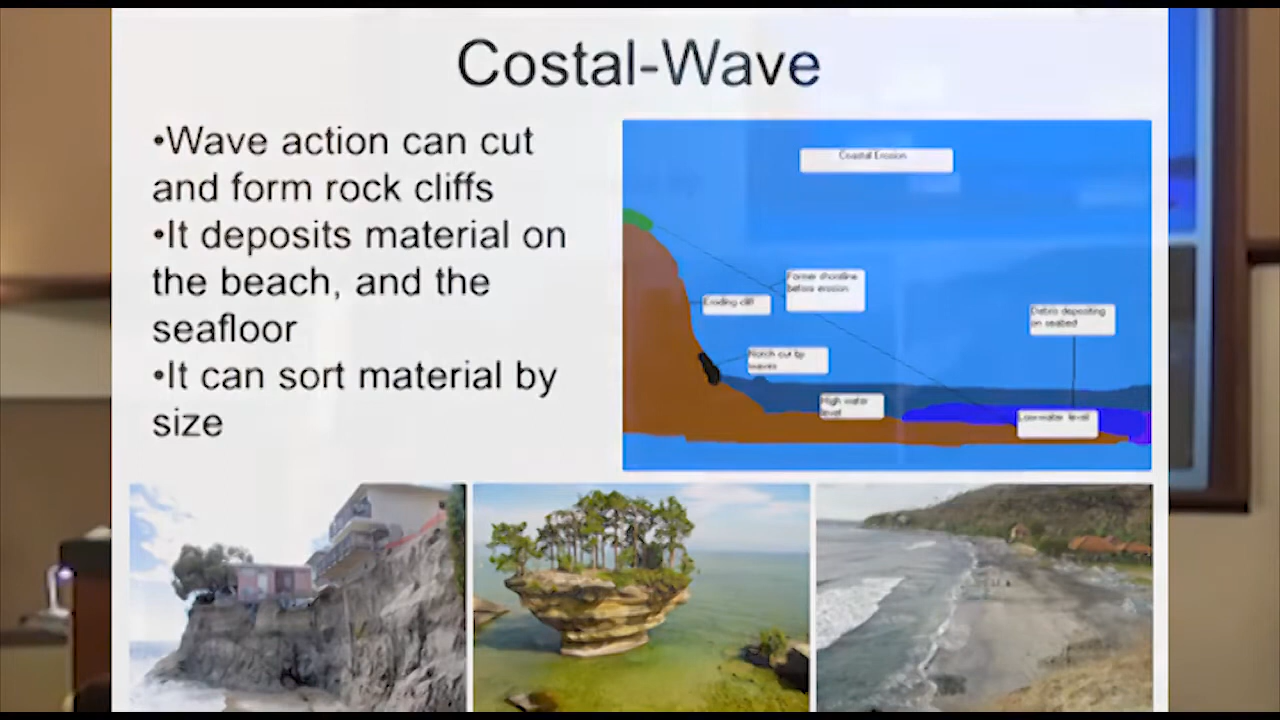 Costal-Wave
•Wave action can cut
and form rock cliffs
•It deposits material on
the beach, and the
seafloor
•It can sort material by
size
Coastal Erosion
Former shoreline
before erosion
Eroding cliff
Debris depositing
on seabed
Notch cut by
waves
High water
level
Low water level